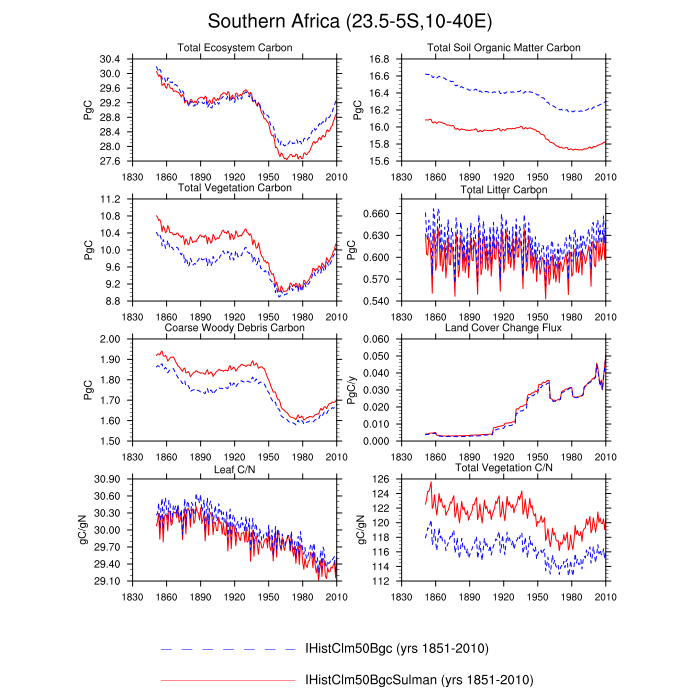 Southern Africa (23.5-5S,10-40E)
Total Ecosystem Carbon
PgC
30.4
30.0
29.6
29.2
28.8
28.4
28.0
27.6
1830 1860 1890 1920 1950 1980 2010
Total Soil Organic Matter Carbon
PgC
16.8
16.4
16.0
15.6
1830 1860 1890 1920 1950 1980 2010
Total Vegetation Carbon
PgC
11.2
10.8
10.4
10.0
9.6
9.2
8.8
1830 1860 1890 1920 1950 1980 2010
Total Litter Carbon
PgC
0.660
0.630
0.600
0.570
0.540
1830 1860 1890 1920 1950 1980 2010
Coarse Woody Debris Carbon
PgC
2.00
1.90
1.80
1.70
1.60
1.50
1830 1860 1890 1920 1950 1980 2010
Land Cover Change Flux
PgC/y
0.060
0.050
0.040
0.030
0.020
0.010
0.000
1830 1860 1890 1920 1950 1980 2010
Leaf C/N
gC/gN
30.90
30.60
30.30
30.00
29.70
29.40
29.10
1830 1860 1890 1920 1950 1980 2010
Total Vegetation C/N
gC/gN
126
124
122
120
118
116
114
112
1830 1860 1890 1920 1950 1980 2010
IHistClm50Bgc (yrs 1851-2010)
IHistClm50BgcSulman (yrs 1851-2010)